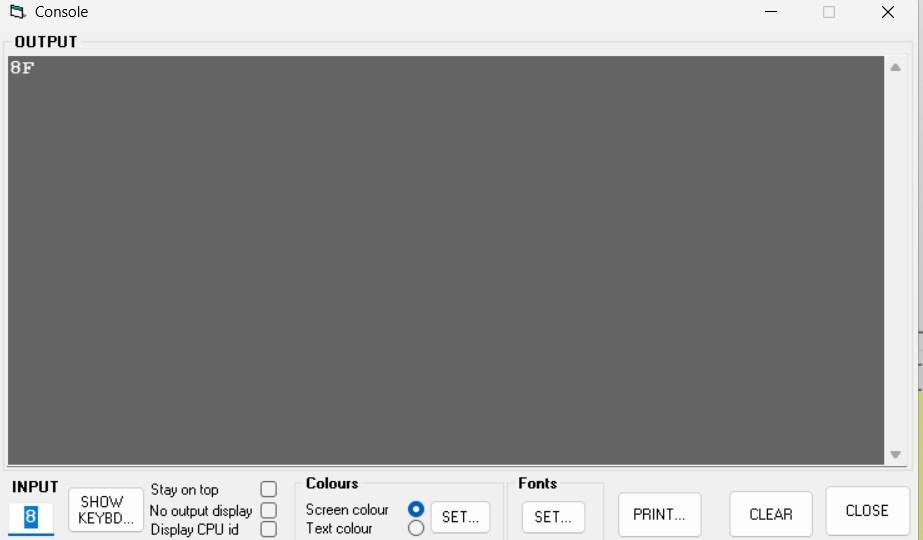 Console
OUTPUT
8F
INPUT
8
SHOW
KEYBD...
Stay on top
No output display
Display CPU id
Colours
Screen colour
Text colour
SET...
Fonts
SET...
PRINT...
CLEAR
CLOSE